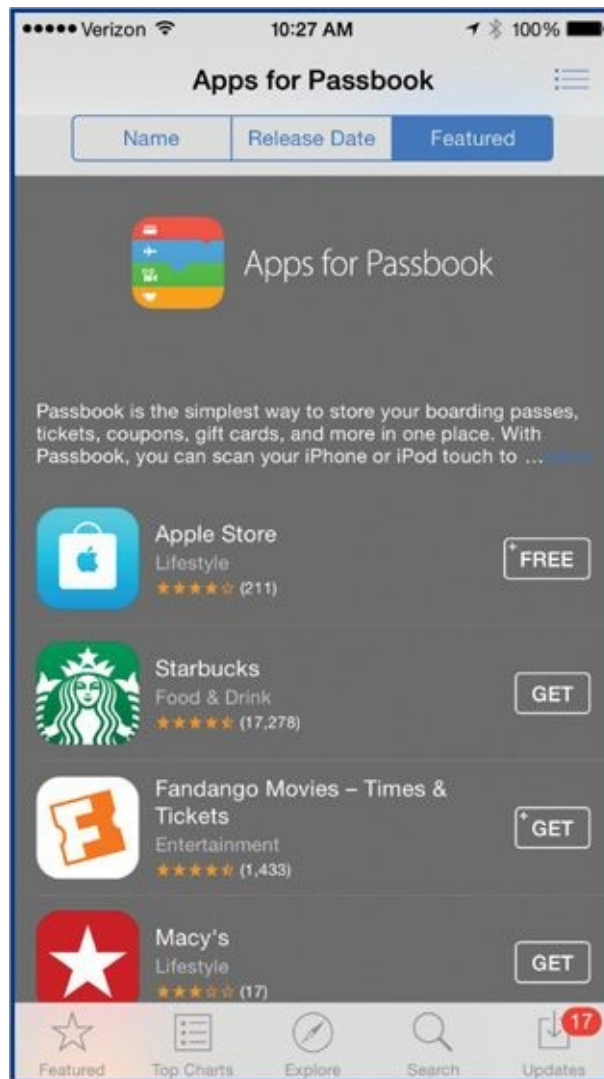 Verizon 10:27 AM 100%
Apps for Passbook
Name Release Date Featured
Apps for Passbook
Passbook is the simplest way to store your boarding passes,
tickets, coupons, gift cards, and more in one place. With
Passbook, you can scan your iPhone or iPod touch to ...
Apple Store
Lifestyle
(211)
+FREE
Starbucks
Food & Drink
(17,278)
GET
Fandango Movies – Times &
Tickets
Entertainment
(1,433)
+GET
Macy's
Lifestyle
(17)
GET
17
Featured Top Charts Explore Search Updates